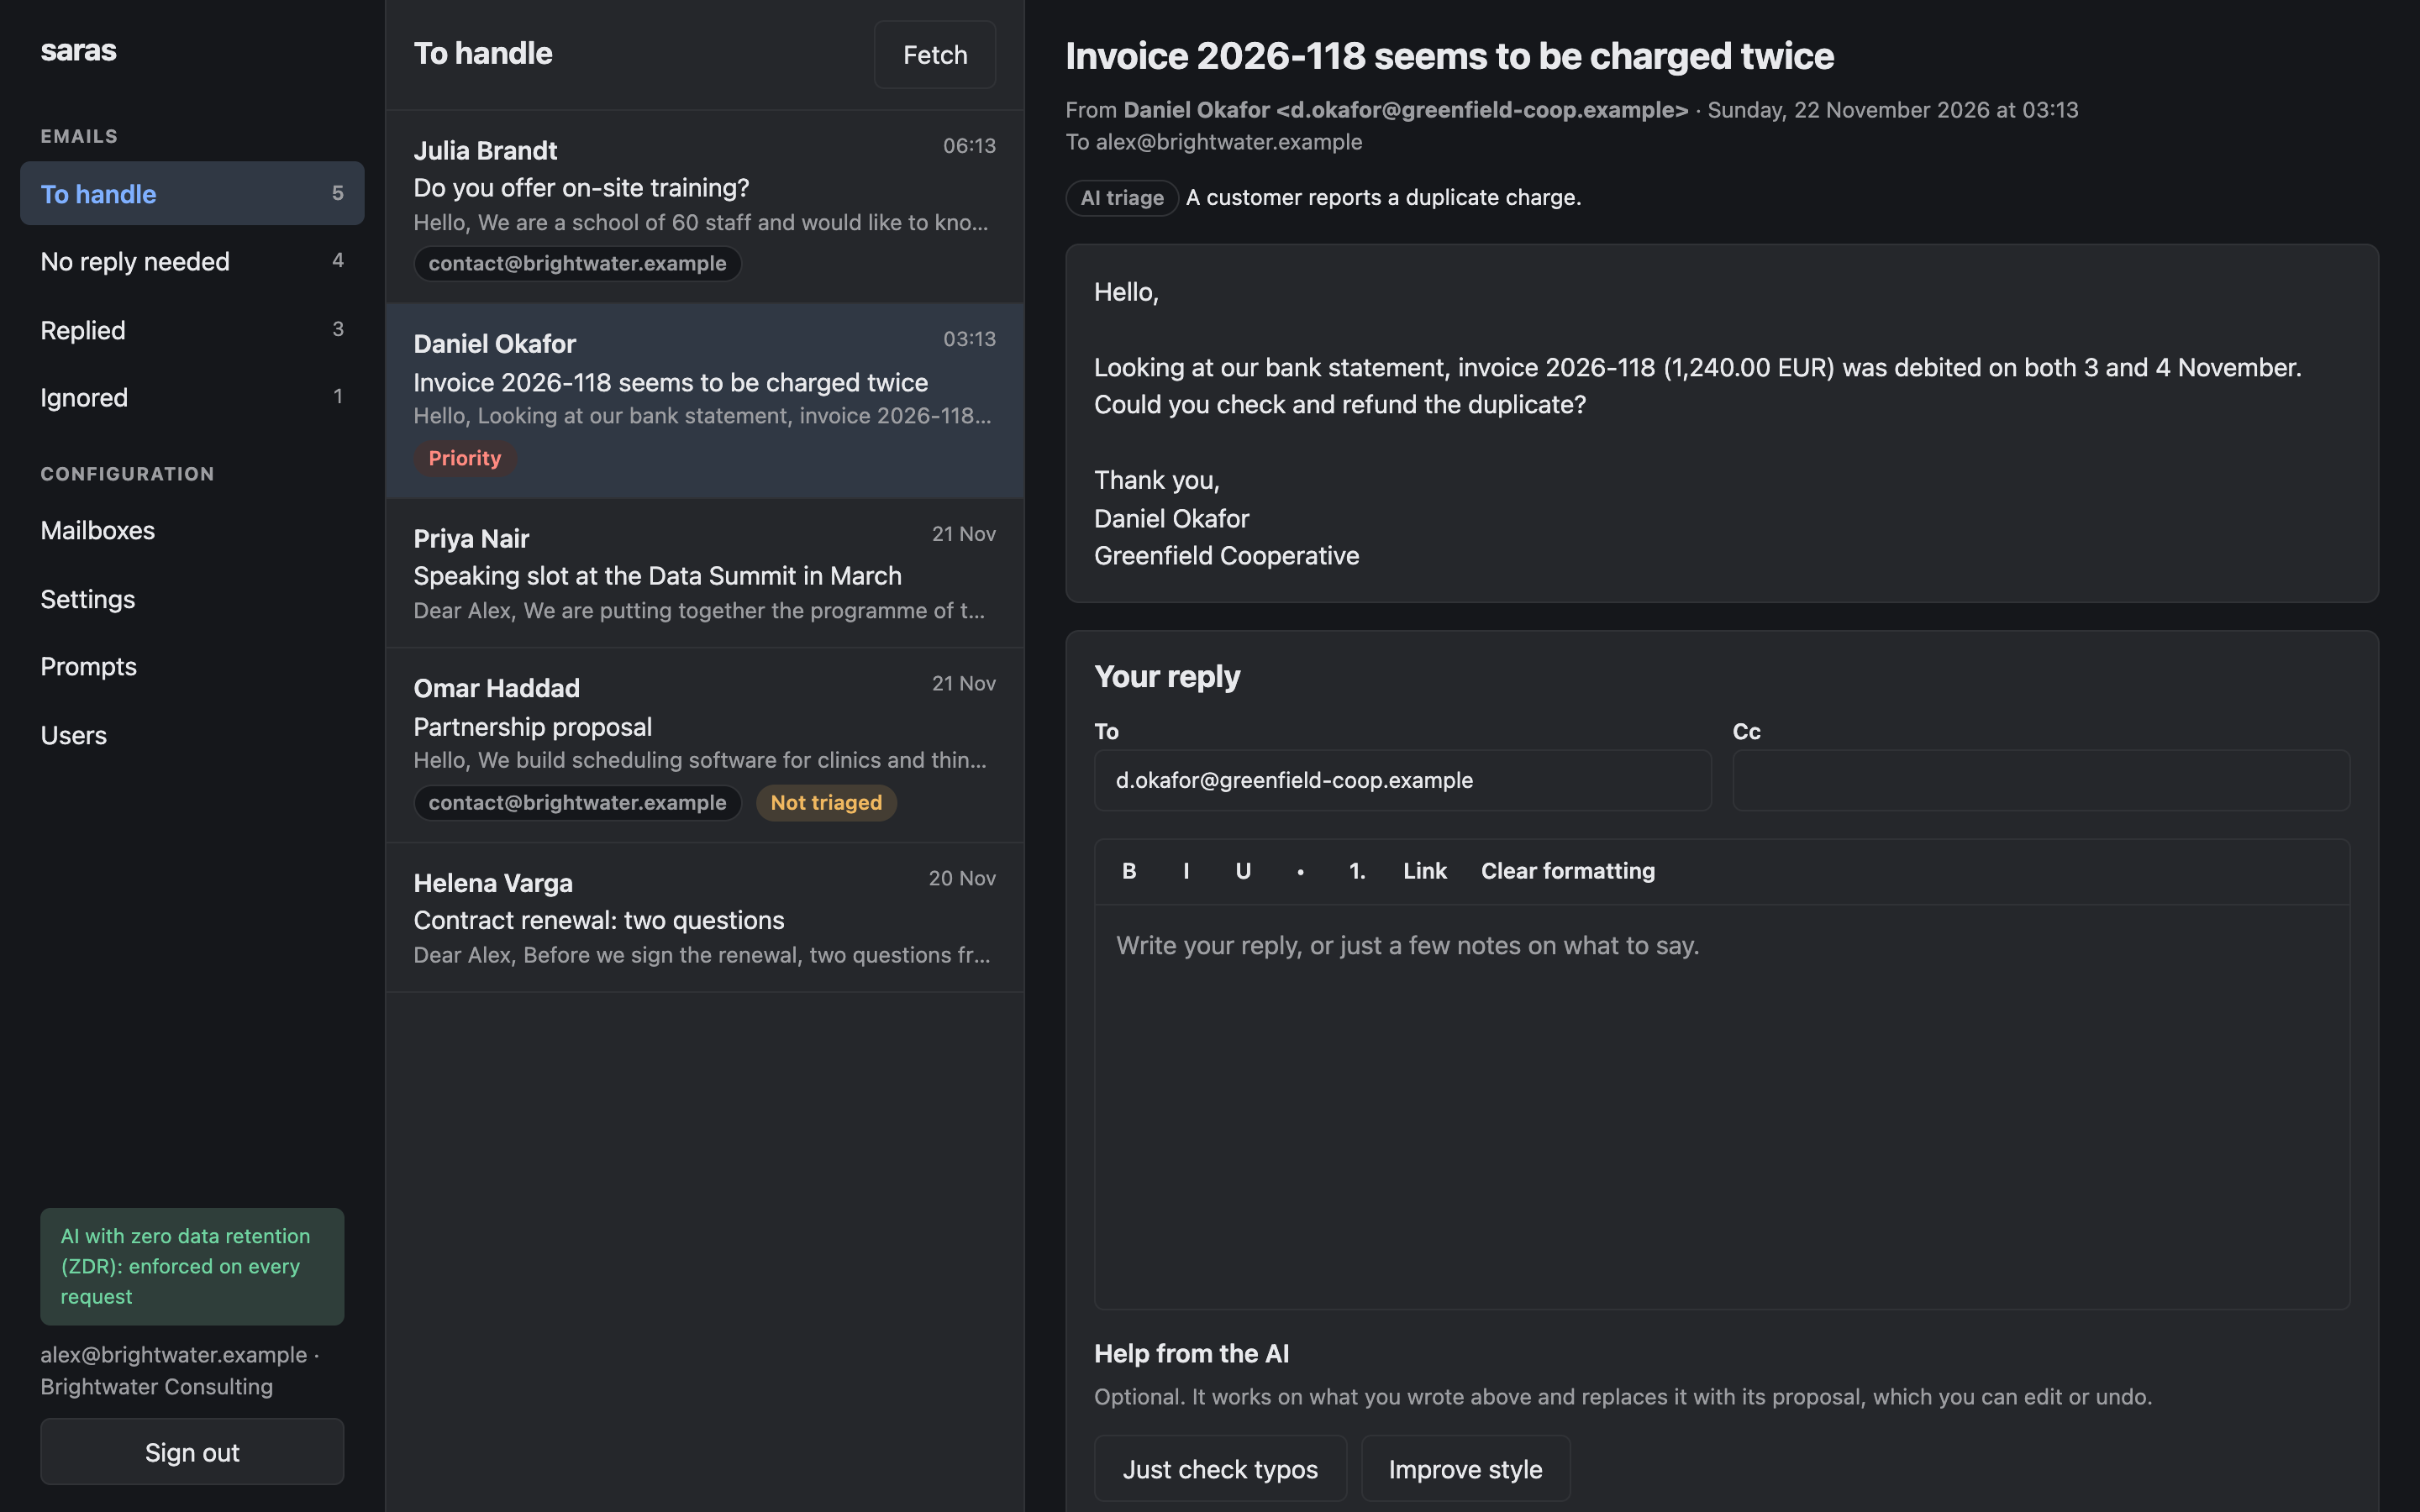 saras
EMAILS
To handle 5
No reply needed 4
Replied 3
Ignored 1
CONFIGURATION
Mailboxes
Settings
Prompts
Users
AI with zero data retention
(ZDR): enforced on every
request
alex@brightwater.example ·
Brightwater Consulting
Sign out
To handle
Fetch
Julia Brandt 06:13
Do you offer on-site training?
Hello, We are a school of 60 staff and would like to kno...
contact@brightwater.example
Daniel Okafor 03:13
Invoice 2026-118 seems to be charged twice
Hello, Looking at our bank statement, invoice 2026-118...
Priority
Priya Nair 21 Nov
Speaking slot at the Data Summit in March
Dear Alex, We are putting together the programme of t...
Omar Haddad 21 Nov
Partnership proposal
Hello, We build scheduling software for clinics and thin...
contact@brightwater.example Not triaged
Helena Varga 20 Nov
Contract renewal: two questions
Dear Alex, Before we sign the renewal, two questions fr...
Invoice 2026-118 seems to be charged twice
From Daniel Okafor <d.okafor@greenfield-coop.example> · Sunday, 22 November 2026 at 03:13
To alex@brightwater.example
AI triage A customer reports a duplicate charge.
Hello,
Looking at our bank statement, invoice 2026-118 (1,240.00 EUR) was debited on both 3 and 4 November.
Could you check and refund the duplicate?
Thank you,
Daniel Okafor
Greenfield Cooperative
Your reply
To Cc
d.okafor@greenfield-coop.example
B I U • 1. Link Clear formatting
Write your reply, or just a few notes on what to say.
Help from the AI
Optional. It works on what you wrote above and replaces it with its proposal, which you can edit or undo.
Just check typos Improve style